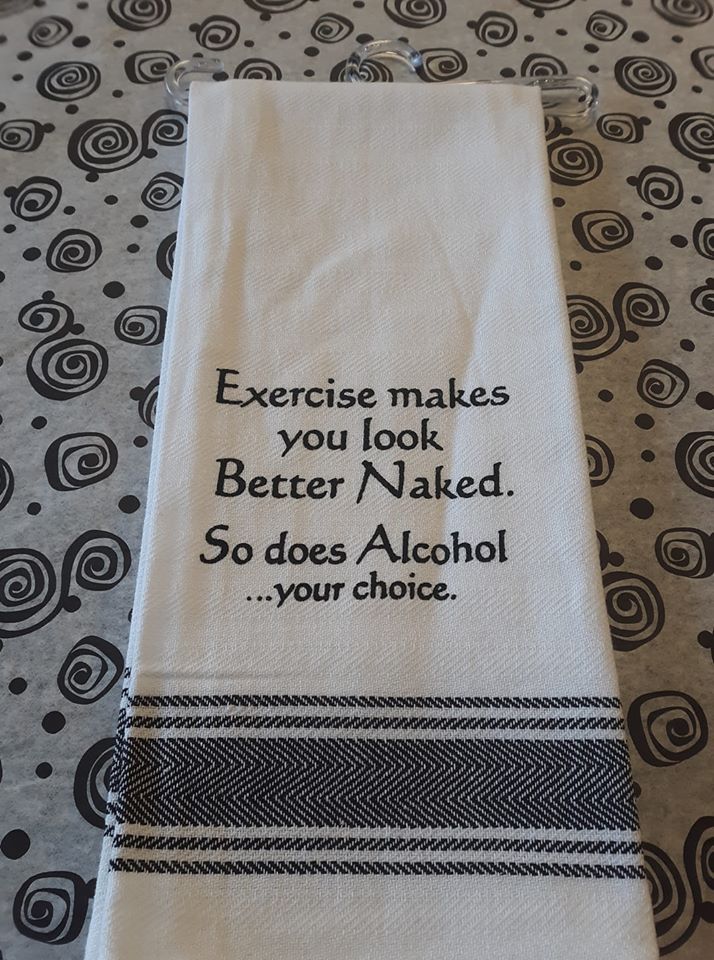 Exercise makes
you look
Better Naked.
So does Alcohol
...your choice.